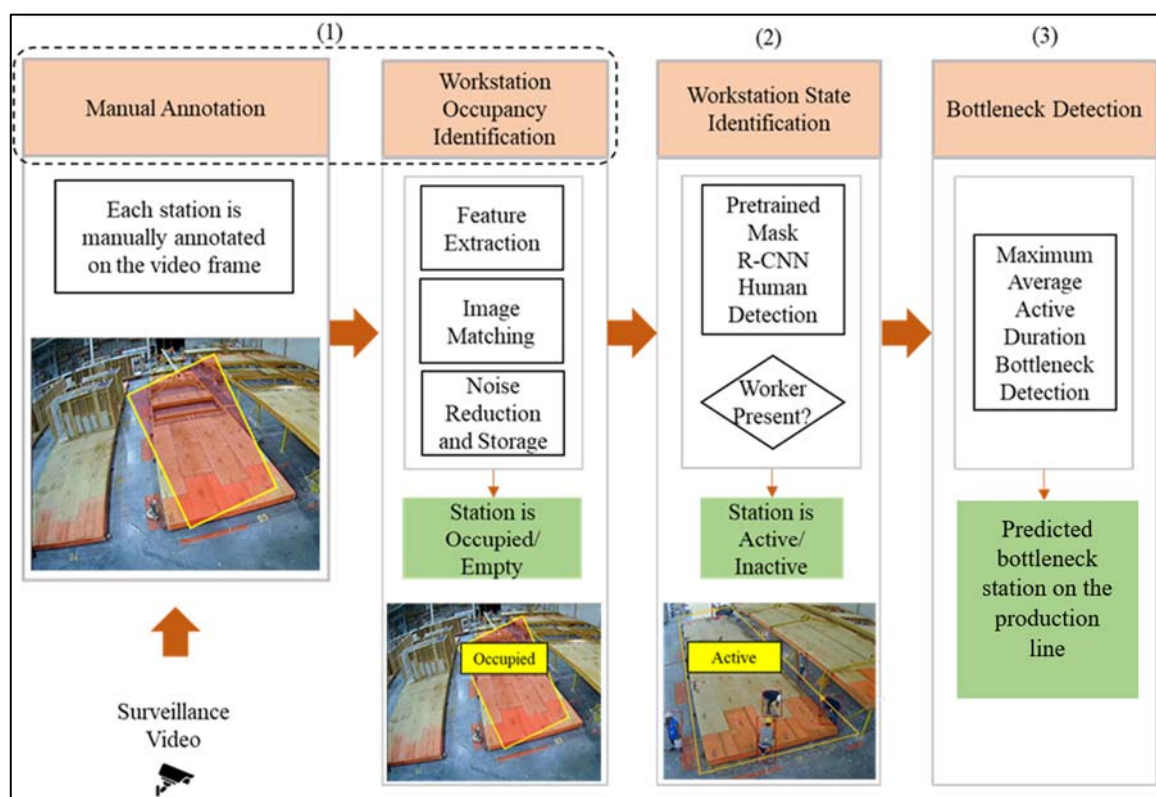 (1)
(2)
(3)
Manual Annotation
Workstation
Occupancy
Identification
Workstation State
Identification
Bottleneck Detection
Each station is
manually annotated
on the video frame
Feature
Extraction
Image
Matching
Noise
Reduction
and Storage
Station is
Occupied/
Empty
Occupied
Pretrained
Mask
R-CNN
Human
Detection
Worker
Present?
Station is
Active/
Inactive
Active
Maximum
Average
Active
Duration
Bottleneck
Detection
Predicted
bottleneck
station on the
production
line
Surveillance
Video